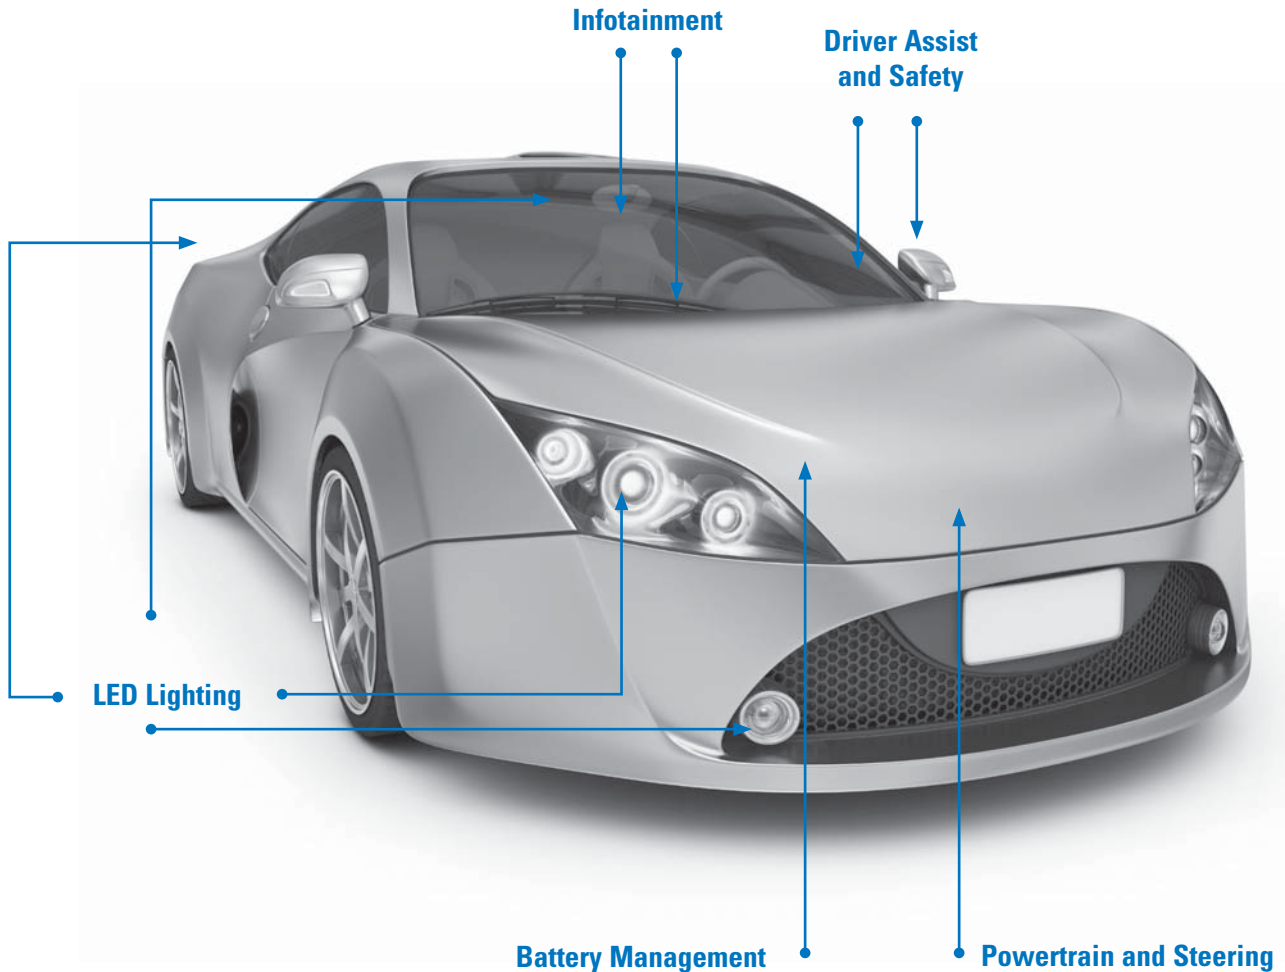 Infotainment
Driver Assist
and Safety
LED Lighting
Battery Management
Powertrain and Steering